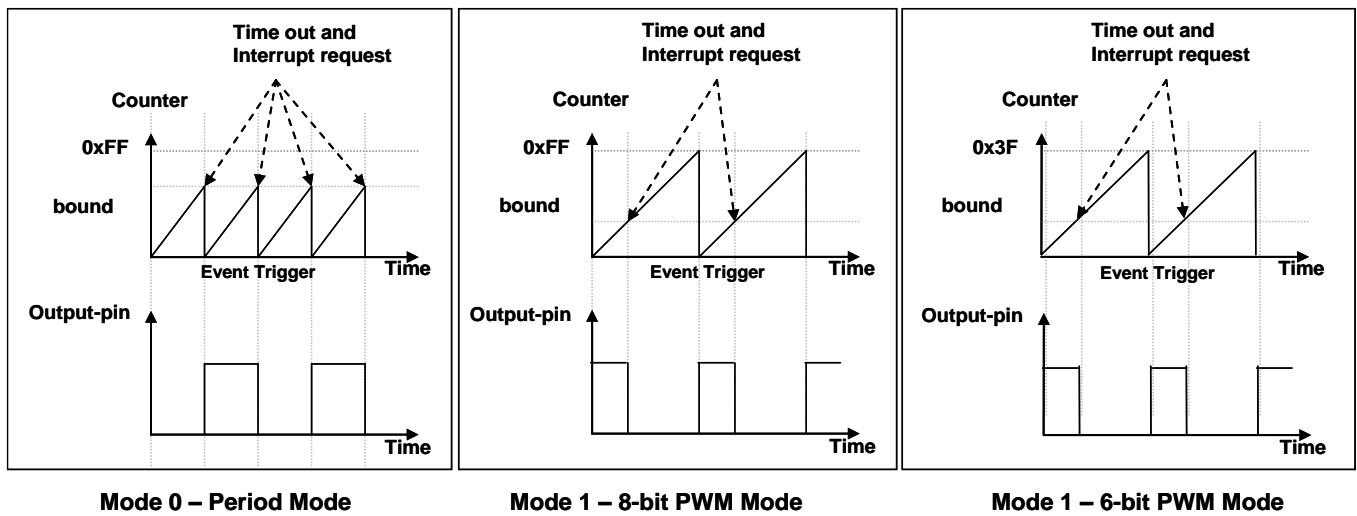 Time out and
Interrupt request
Counter
0xFF
bound
Event Trigger
Time
Output-pin
Time
Mode 0 – Period Mode
Time out and
Interrupt request
Counter
0xFF
bound
Event Trigger
Time
Output-pin
Time
Mode 1 – 8-bit PWM Mode
Time out and
Interrupt request
Counter
0x3F
bound
Event Trigger
Time
Output-pin
Time
Mode 1 – 6-bit PWM Mode